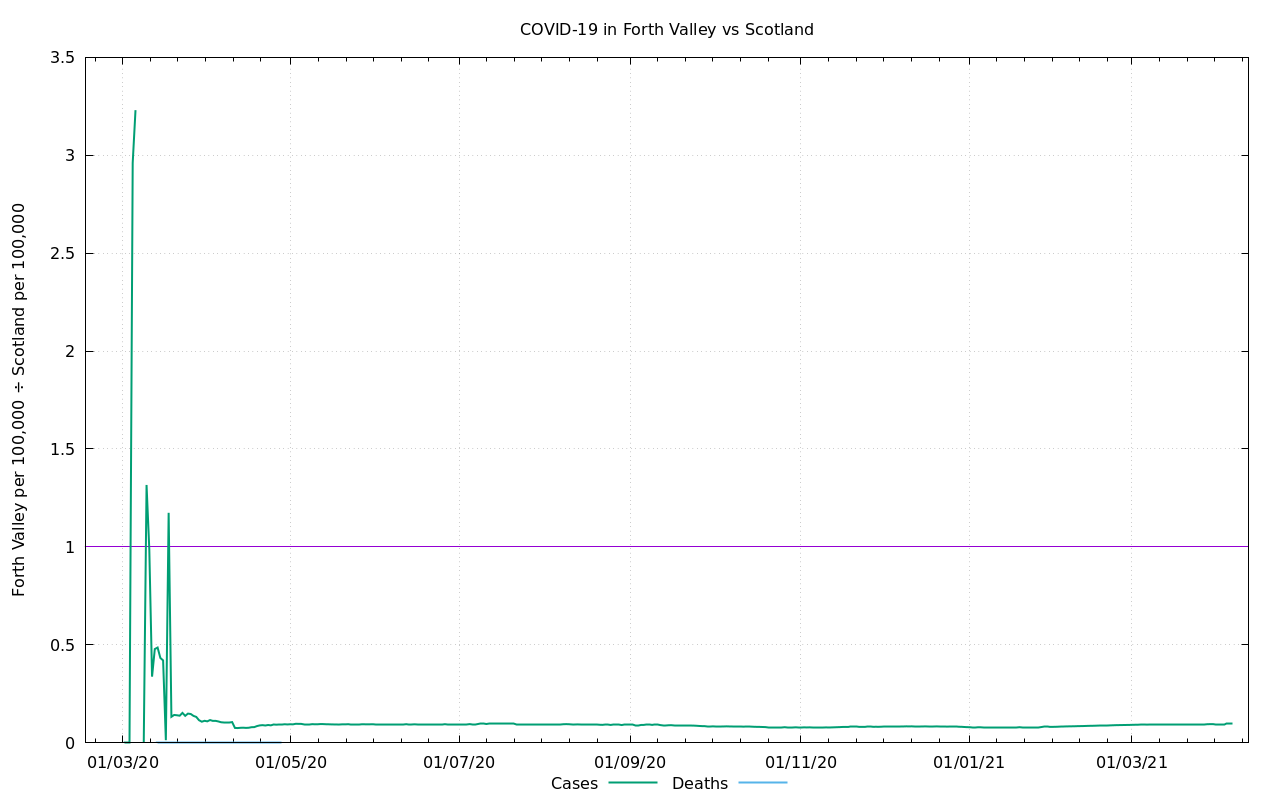 COVID-19 in Forth Valley vs Scotland
Forth Valley per 100,000 ÷ Scotland per 100,000
3.5
3
2.5
2
1.5
1
0.5
0
01/03/20 01/05/20 01/07/20 01/09/20 01/11/20 01/01/21 01/03/21
Cases Deaths